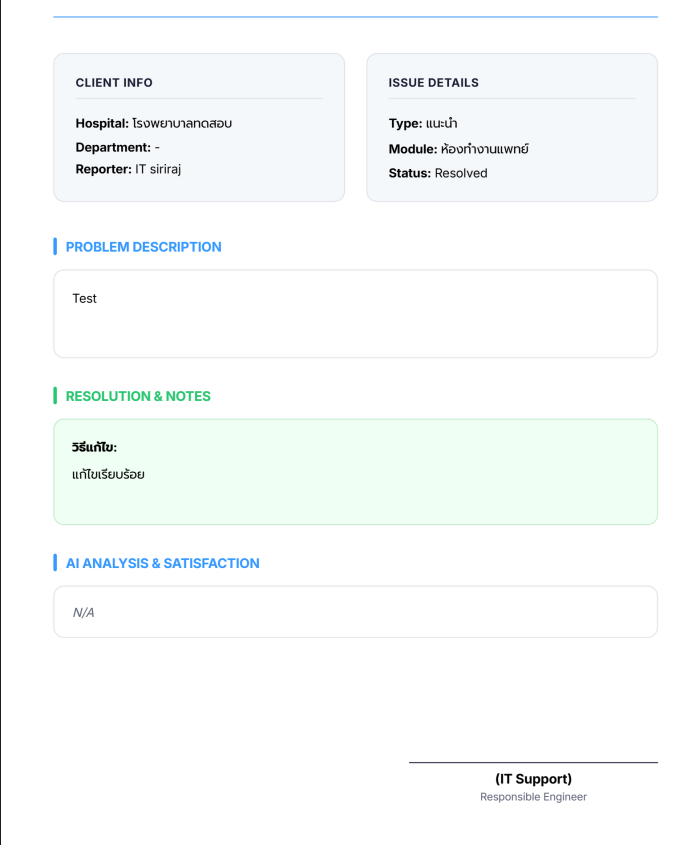 CLIENT INFO
Hospital: โรงพยาบาลทดสอบ
Department: -
Reporter: IT siriraj
ISSUE DETAILS
Type: แนะนำ
Module: ห้องทำงานแพทย์
Status: Resolved
PROBLEM DESCRIPTION
Test
RESOLUTION & NOTES
วิธีแก้ไข:
แก้ไขเรียบร้อย
AI ANALYSIS & SATISFACTION
N/A
(IT Support)
Responsible Engineer